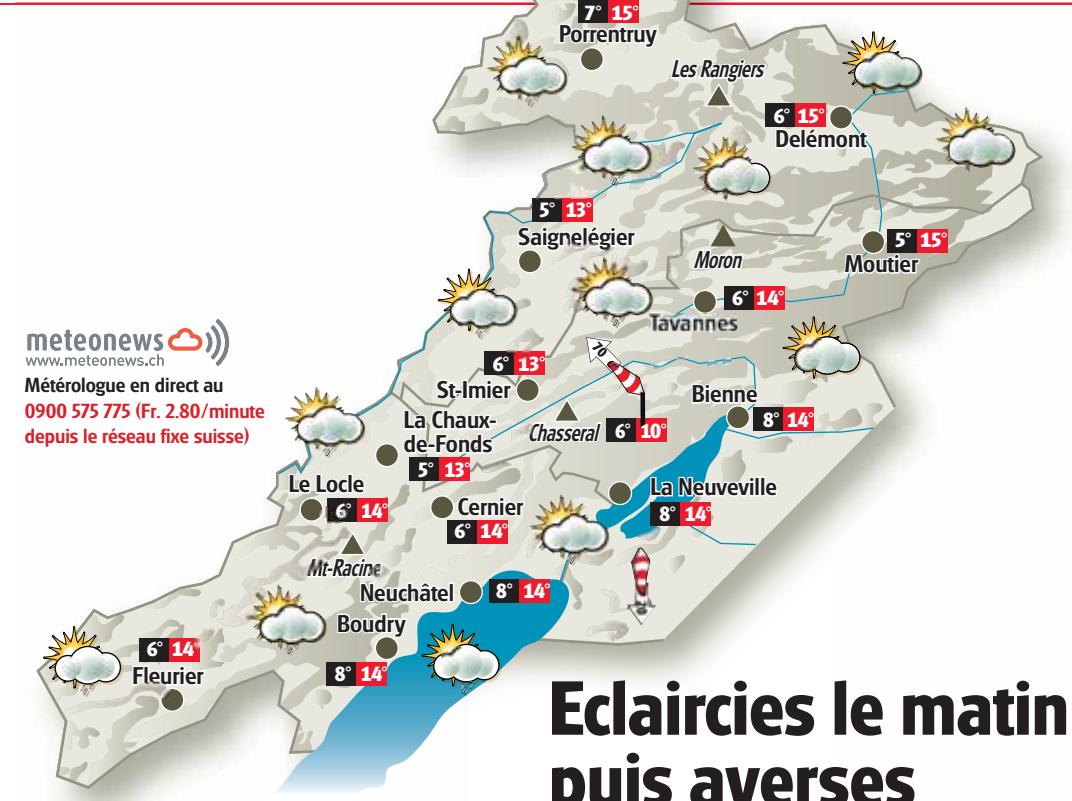 7° 15°
Porrentruy
Les Rangiers
6° 15°
Delémont
5° 13°
Saignelégier
5° 15°
Moutier
Moron
6° 14°
Tavannes
meteonews
www.meteonews.ch
Météorologue en direct au
0900 575 775 (Fr. 2.80/minute
depuis le réseau fixe suisse)
70
6° 13°
St-Imier
Bienne
8° 14°
La Chaux-
de-Fonds
5° 13°
Chasseral 6° 10°
Le Locle
6° 14°
Cernier
6° 14°
La Neuveville
8° 14°
Mt-Racine
Neuchâtel 8° 14°
Boudry
8° 14°
6° 14°
Fleurier
Eclaircies le matin
puis averses